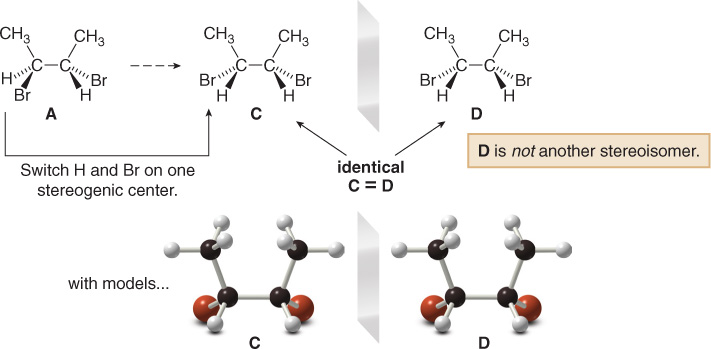 CH3 CH3 CH3 CH3 CH3 CH3
H C C Br Br C C Br Br C C Br
Br H H H H H
A C D
Switch H and Br on one
stereogenic center.
identical
C = D
D is not another stereoisomer.
with models...
C D